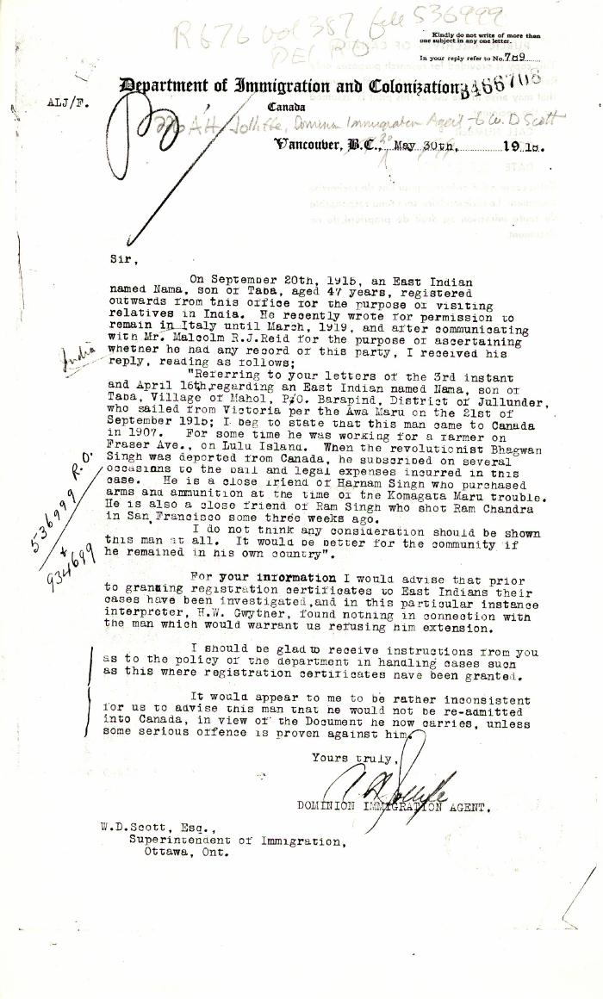 R676 vol 387 file 536999
PEI RO
Kindly do not write of more than
one subject in any one letter.
In your reply refer to No. 789
Department of Immigration and Colonization
B466708
ALJ/F.
Canada
A H Jolliffe, Dominion Immigration Agent, to W. D Scott
Vancouver, B.C., May 30th, 1918.
Sir,
On September 20th, 1915, an East Indian
named Nama, son of Taba, aged 47 years, registered
outwards from this office for the purpose of visiting
relatives in India. He recently wrote for permission to
remain in Italy until March, 1919, and after communicating
India
with Mr. Malcolm R.J.Reid for the purpose of ascertaining
whether he had any record of this party, I received his
reply, reading as follows;
"Referring to your letters of the 3rd instant
and April 16th,regarding an East Indian named Nama, son of
Taba, Village of Mahol, P/O. Barapind, District of Jullunder,
who sailed from Victoria per the Awa Maru on the 21st of
September 1915; I beg to state that this man came to Canada
in 1907. For some time he was working for a farmer on
Fraser Ave., on Lulu Island. When the revolutionist Bhagwan
Singh was deported from Canada, he subscribed on several
occasions to the bail and legal expenses incurred in this
case. He is a close friend of Harnam Singh who purchased
arms and ammunition at the time of the Komagata Maru trouble.
He is also a close friend of Ram Singh who shot Ram Chandra
in San Francisco some three weeks ago.
536999 R.O.
+
934699
I do not think any consideration should be shown
this man at all. It would be better for the community if
he remained in his own country".
For your information I would advise that prior
to granting registration certificates to East Indians their
cases have been investigated,and in this particular instance
interpreter, H.W. Gwyther, found nothing in connection with
the man which would warrant us refusing him extension.
I should be glad to receive instructions from you
as to the policy of the department in handling cases such
as this where registration certificates have been granted.
It would appear to me to be rather inconsistent
for us to advise this man that he would not be re-admitted
into Canada, in view of the Document he now carries, unless
some serious offence is proven against him.
Yours truly,
DOMINION IMMIGRATION AGENT.
W.D.Scott, Esq.,
Superintendent of Immigration,
Ottawa, Ont.